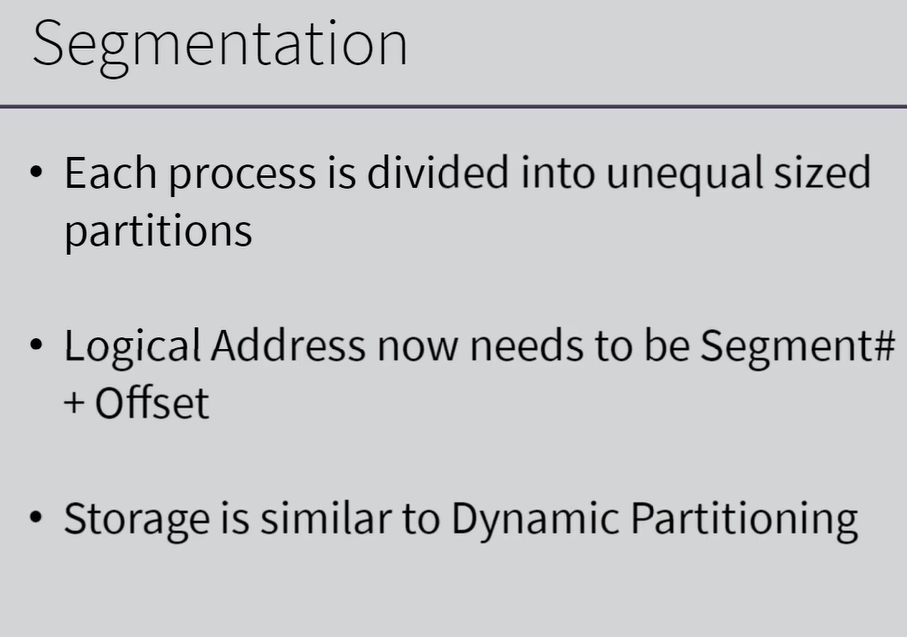 Segmentation
• Each process is divided into unequal sized
partitions
• Logical Address now needs to be Segment#
+ Offset
• Storage is similar to Dynamic Partitioning